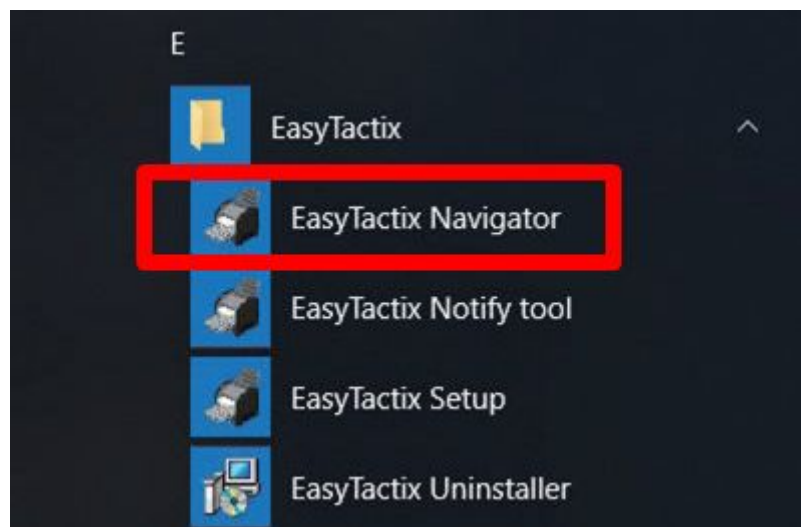 E
EasyTactix
EasyTactix Navigator
EasyTactix Notify tool
EasyTactix Setup
EasyTactix Uninstaller